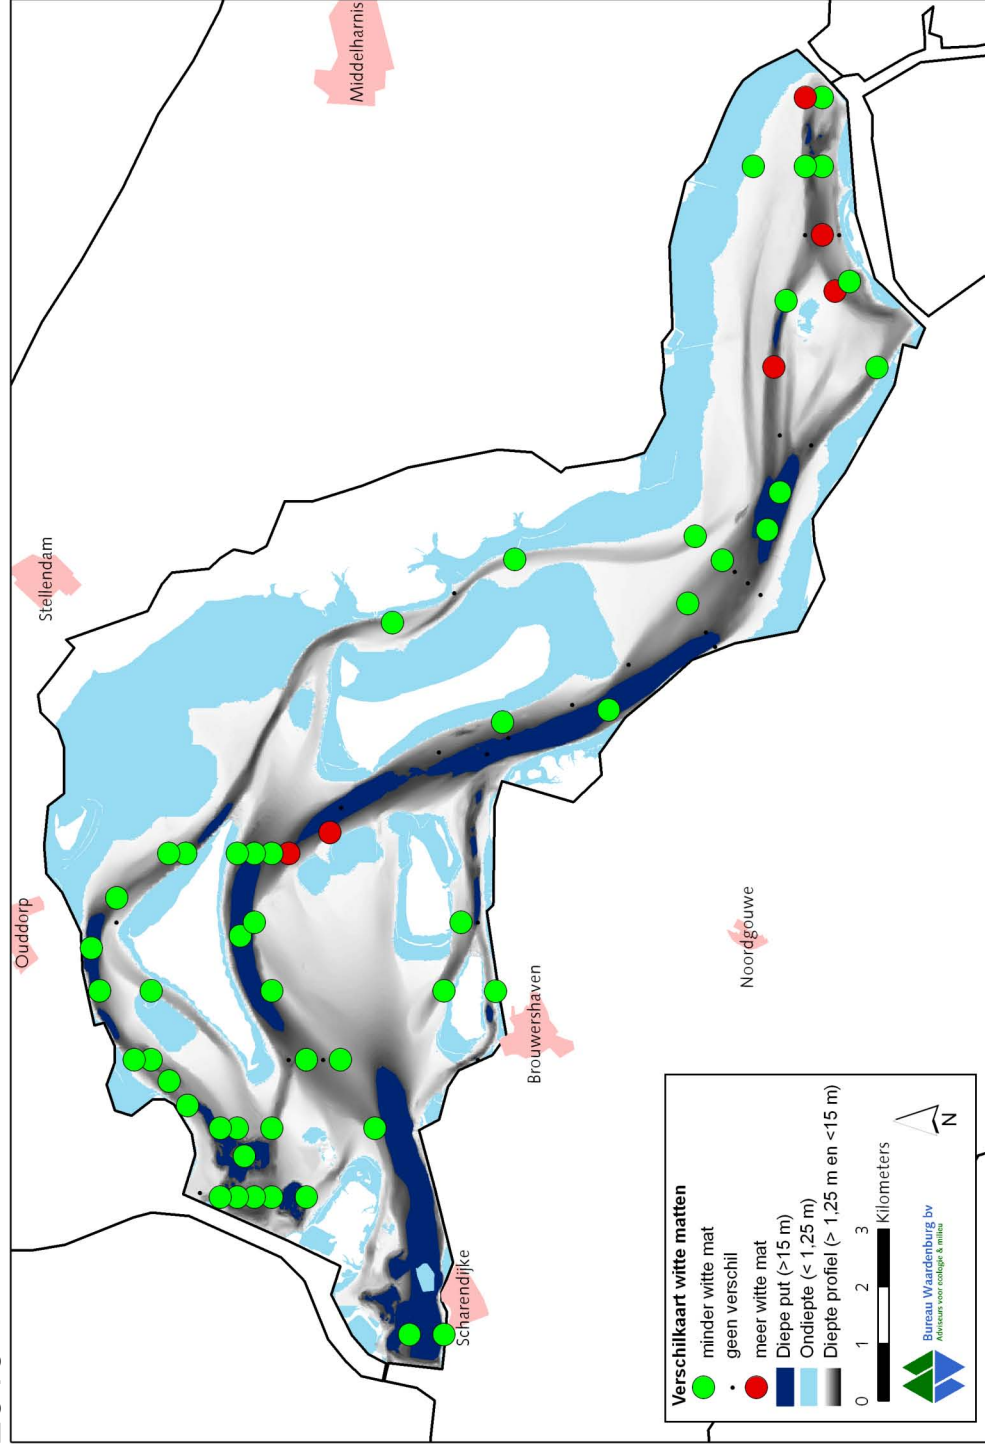 Middelharnis
Stellendam
Ouddorp
Noordgouwe
Brouwershaven
Scharendijke
Verschilkaart witte matten
minder witte mat
geen verschil
meer witte mat
Diepe put (>15 m)
Ondiepte (< 1,25 m)
Diepte profiel (> 1,25 m en <15 m)
0 1 2 3
Kilometers
N
Bureau Waardenburg bv
Adviseurs voor ecologie & milieu